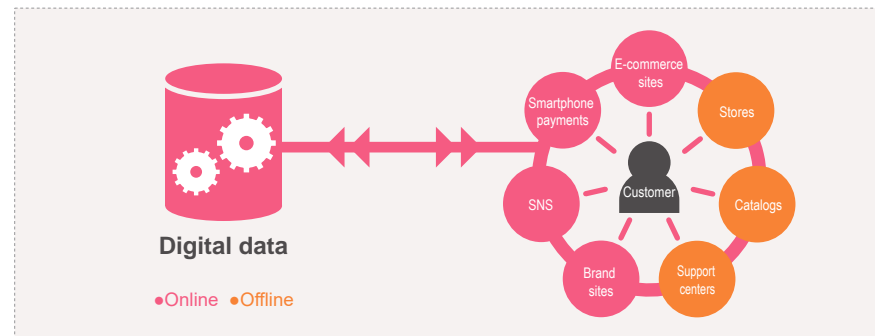 E-commerce
sites
Smartphone
payments
Stores
SNS
Customer
Catalogs
Brand
sites
Support
centers
Digital data
●Online ●Offline